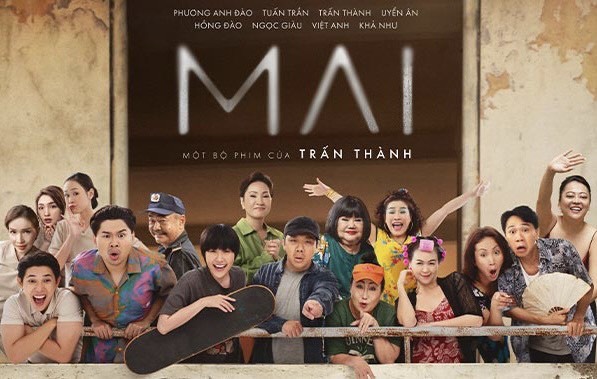 PHƯƠNG ANH ĐÀO TUẤN TRẦN TRẤN THÀNH UYỂN ÂN
HỒNG ĐÀO NGỌC GIÀU VIỆT ANH KHẢ NHƯ
MAI
MỘT BỘ PHIM CỦA TRẤN THÀNH